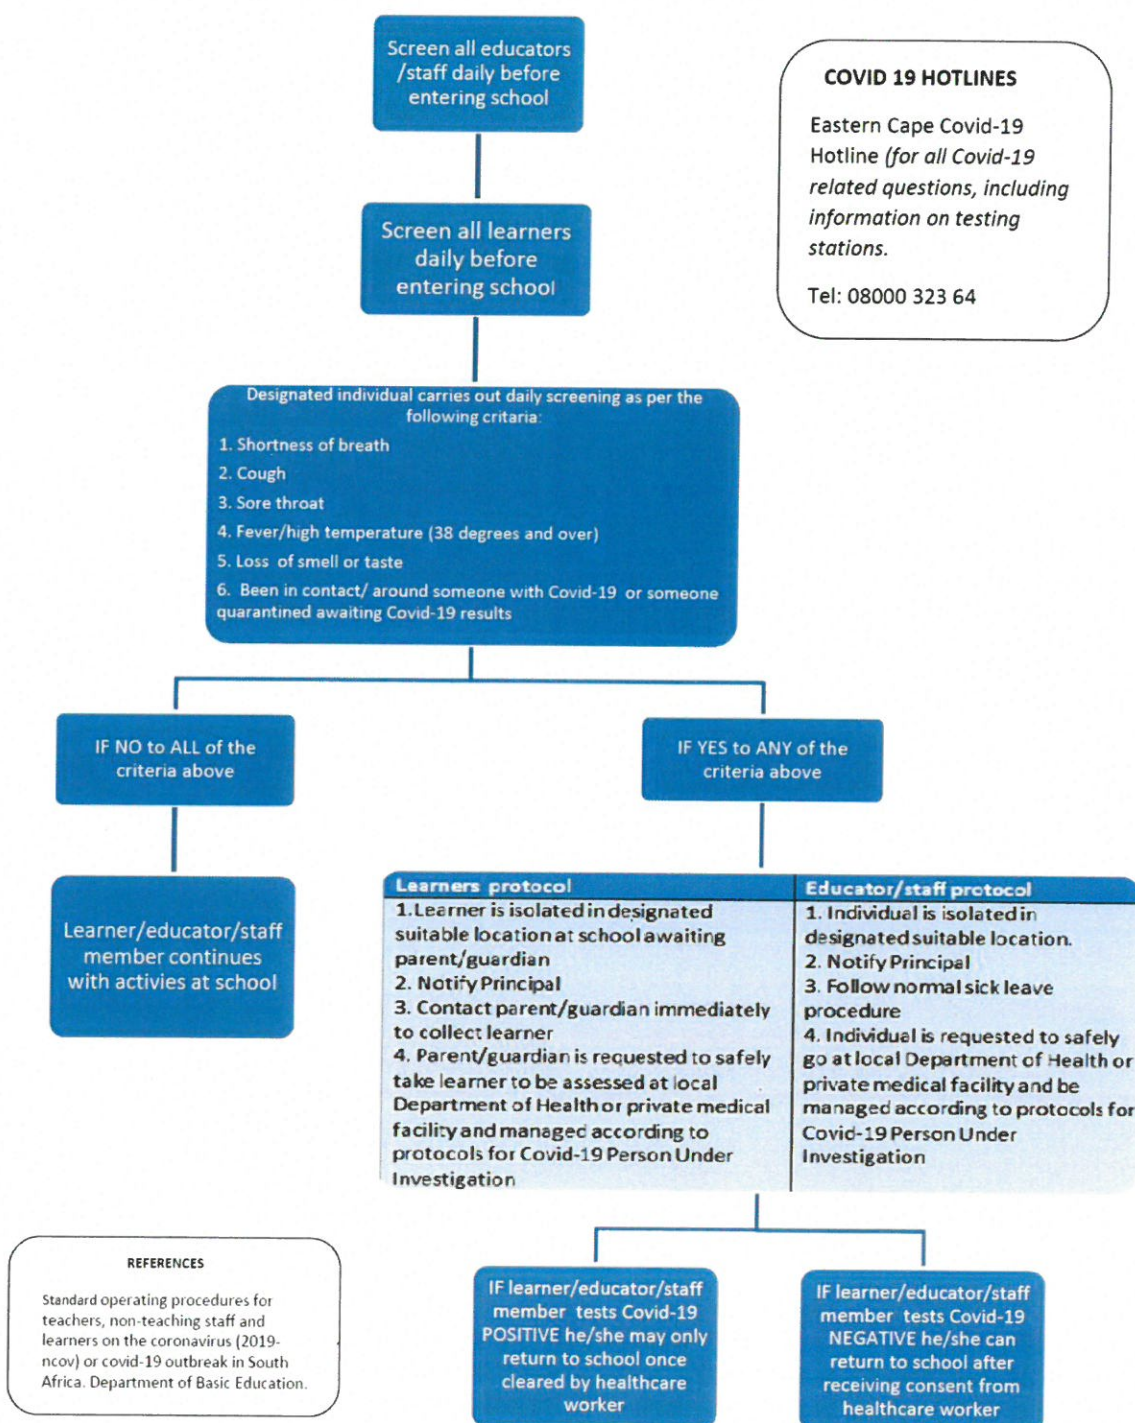 Screen all educators
/staff daily before
entering school
COVID 19 HOTLINES
Eastern Cape Covid-19
Hotline (for all Covid-19
related questions, including
information on testing
stations.
Tel: 08000 323 64
Screen all learners
daily before
entering school
Designated individual carries out daily screening as per the
following critaria:
1. Shortness of breath
2. Cough
3. Sore throat
4. Fever/high temperature (38 degrees and over)
5. Loss of smell or taste
6. Been in contact/ around someone with Covid-19 or someone
quarantined awaiting Covid-19 results
IF NO to ALL of the
criteria above
IF YES to ANY of the
criteria above
Learner/educator/staff
member continues
with activies at school
Learners protocol
1.Learner is isolated in designated
suitable location at school awaiting
parent/guardian
2. Notify Principal
3. Contact parent/guardian immediately
to collect learner
4. Parent/guardian is requested to safely
take learner to be assessed at local
Department of Health or private medical
facility and managed according to
protocols for Covid-19 Person Under
Investigation
Educator/staff protocol
1. Individual is isolated in
designated suitable location.
2. Notify Principal
3. Follow normal sick leave
procedure
4. Individual is requested to safely
go at local Department of Health or
private medical facility and be
managed according to protocols for
Covid-19 Person Under
Investigation
REFERENCES
Standard operating procedures for
teachers, non-teaching staff and
learners on the coronavirus (2019-
ncov) or covid-19 outbreak in South
Africa. Department of Basic Education.
IF learner/educator/staff
member tests Covid-19
POSITIVE he/she may only
return to school once
cleared by healthcare
worker
IF learner/educator/staff
member tests Covid-19
NEGATIVE he/she can
return to school after
receiving consent from
healthcare worker